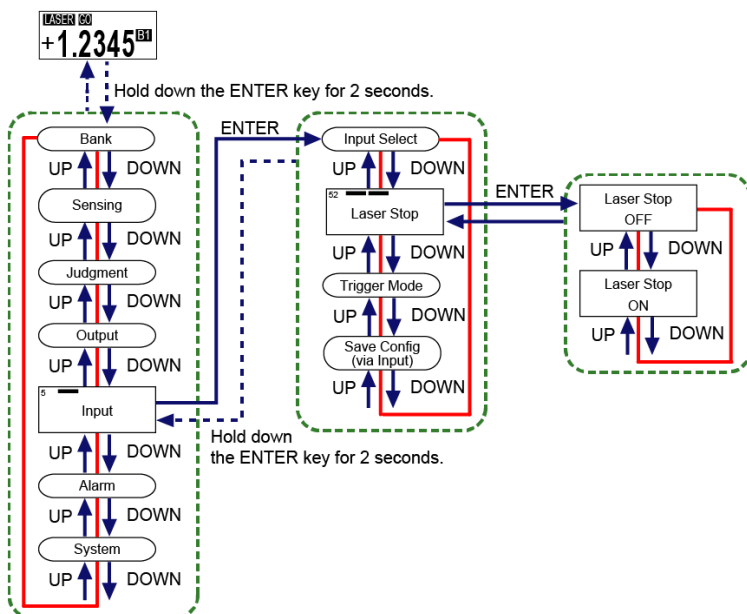 LASER GO
+1.2345 B1
Hold down the ENTER key for 2 seconds.
Bank
UP DOWN
Sensing
UP DOWN
Judgment
UP DOWN
Output
UP DOWN
5
Input
UP DOWN
Alarm
UP DOWN
System
UP DOWN
ENTER
Input Select
UP DOWN
52
Laser Stop
UP DOWN
Trigger Mode
UP DOWN
Save Config
(via Input)
UP DOWN
Hold down
the ENTER key for 2 seconds.
ENTER
Laser Stop
OFF
UP DOWN
Laser Stop
ON
UP DOWN